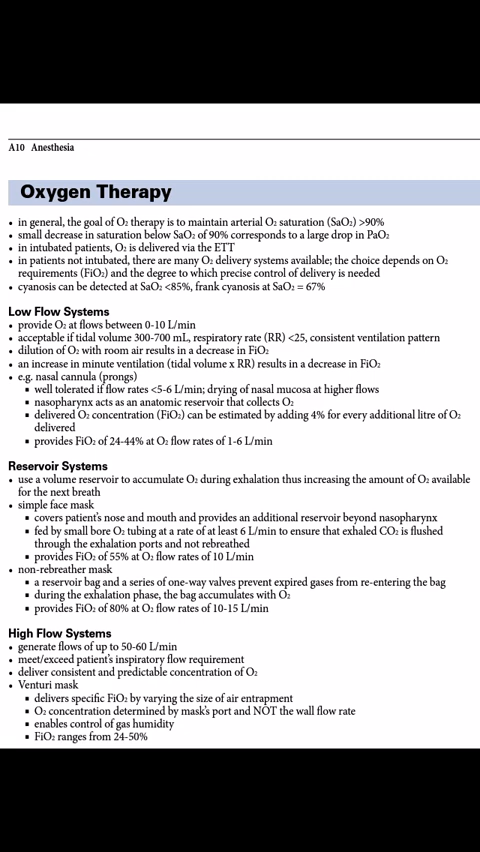 A10 Anesthesia
Oxygen Therapy
• in general, the goal of O₂ therapy is to maintain arterial O₂ saturation (SaO₂) >90%
• small decrease in saturation below SaO₂ of 90% corresponds to a large drop in PaO₂
• in intubated patients, O₂ is delivered via the ETT
• in patients not intubated, there are many O₂ delivery systems available; the choice depends on O₂
requirements (FiO₂) and the degree to which precise control of delivery is needed
• cyanosis can be detected at SaO₂ <85%, frank cyanosis at SaO₂ = 67%
Low Flow Systems
• provide O₂ at flows between 0-10 L/min
• acceptable if tidal volume 300-700 mL, respiratory rate (RR) <25, consistent ventilation pattern
• dilution of O₂ with room air results in a decrease in FiO₂
• an increase in minute ventilation (tidal volume x RR) results in a decrease in FiO₂
• e.g. nasal cannula (prongs)
▪ well tolerated if flow rates <5-6 L/min; drying of nasal mucosa at higher flows
▪ nasopharynx acts as an anatomic reservoir that collects O₂
▪ delivered O₂ concentration (FiO₂) can be estimated by adding 4% for every additional litre of O₂
delivered
▪ provides FiO₂ of 24-44% at O₂ flow rates of 1-6 L/min
Reservoir Systems
• use a volume reservoir to accumulate O₂ during exhalation thus increasing the amount of O₂ available
for the next breath
• simple face mask
▪ covers patient's nose and mouth and provides an additional reservoir beyond nasopharynx
▪ fed by small bore O₂ tubing at a rate of at least 6 L/min to ensure that exhaled CO₂ is flushed
through the exhalation ports and not rebreathed
▪ provides FiO₂ of 55% at O₂ flow rates of 10 L/min
• non-rebreather mask
▪ a reservoir bag and a series of one-way valves prevent expired gases from re-entering the bag
▪ during the exhalation phase, the bag accumulates with O₂
▪ provides FiO₂ of 80% at O₂ flow rates of 10-15 L/min
High Flow Systems
• generate flows of up to 50-60 L/min
• meet/exceed patient's inspiratory flow requirement
• deliver consistent and predictable concentration of O₂
• Venturi mask
▪ delivers specific FiO₂ by varying the size of air entrapment
▪ O₂ concentration determined by mask's port and NOT the wall flow rate
▪ enables control of gas humidity
▪ FiO₂ ranges from 24-50%